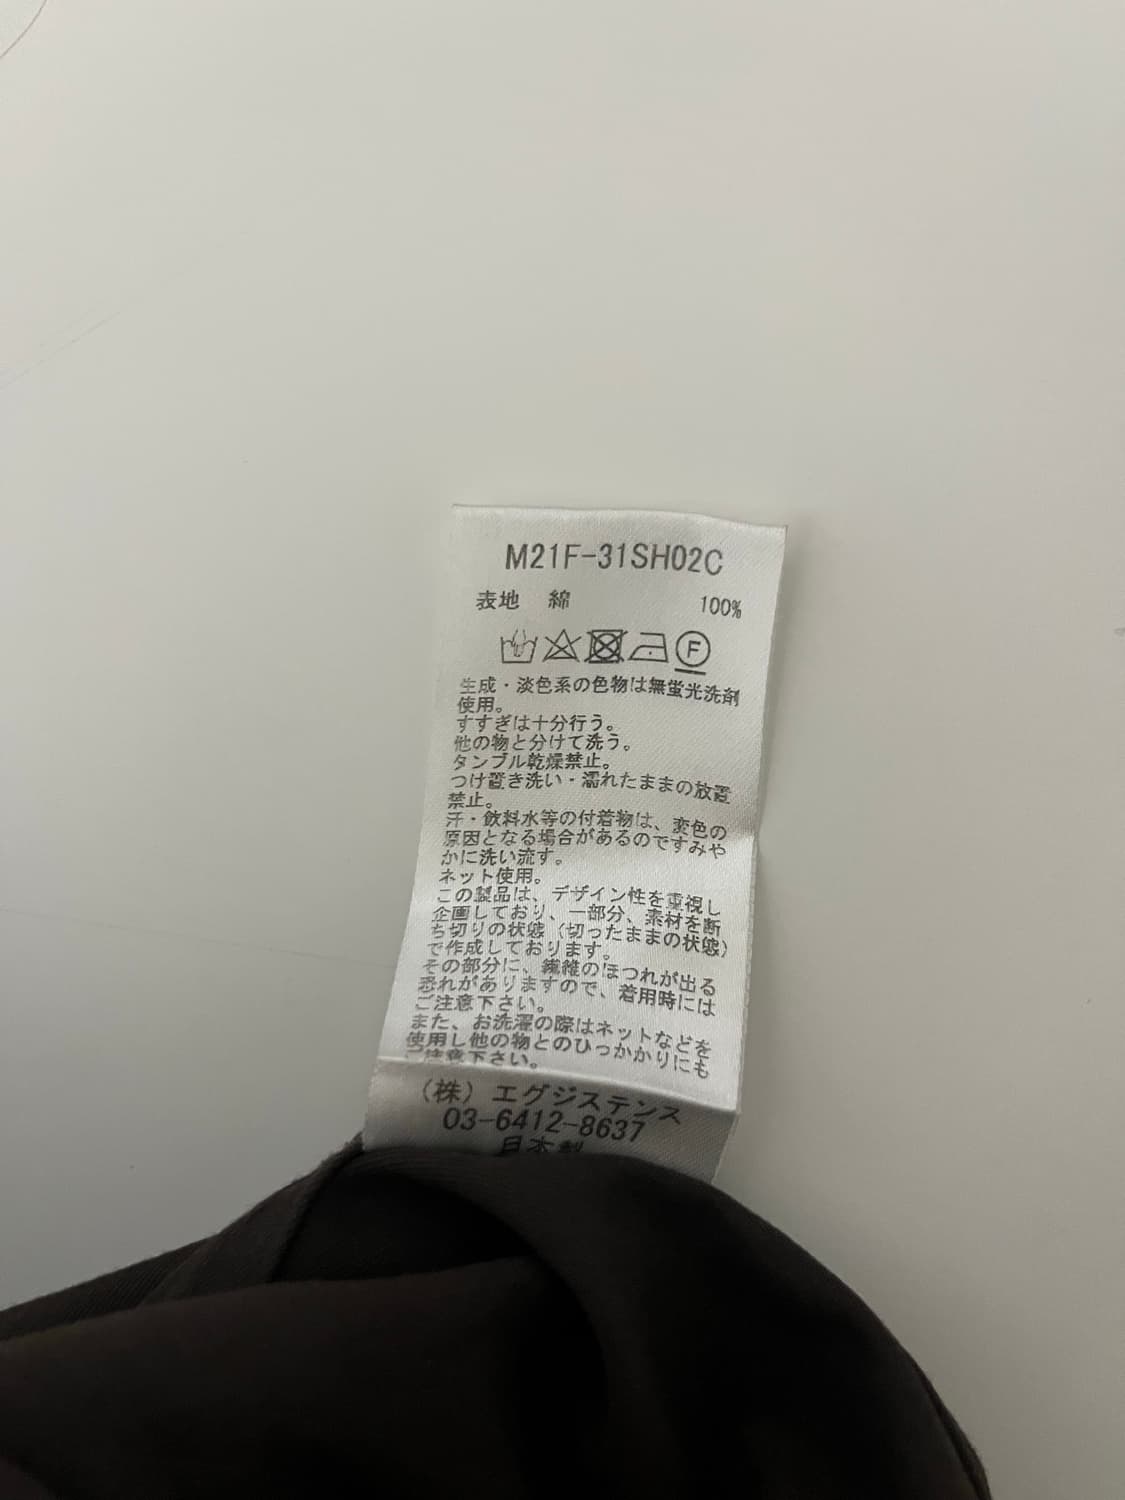 M21F-31SH02C
表地 綿 100%
F
生成・淡色系の色物は無蛍光洗剤
使用。
すすぎは十分行う。
他の物と分けて洗う。
タンブル乾燥禁止。
つけ置き洗い・濡れたままの放置
禁止。
汗・飲料水等の付着物は、変色の
原因となる場合があるのですみや
かに洗い流す。
ネット使用。
この製品は、デザイン性を重視し
企画しており、一部分、素材を断
ち切りの状態（切ったままの状態）
で作成しております。
その部分に、繊維のほつれが出る
恐れがありますので、着用時には
ご注意下さい。
また、お洗濯の際はネットなどを
使用し他の物とのひっかかりにも
ご注意下さい。
（株）エグジステンス
03-6412-8637
日本製